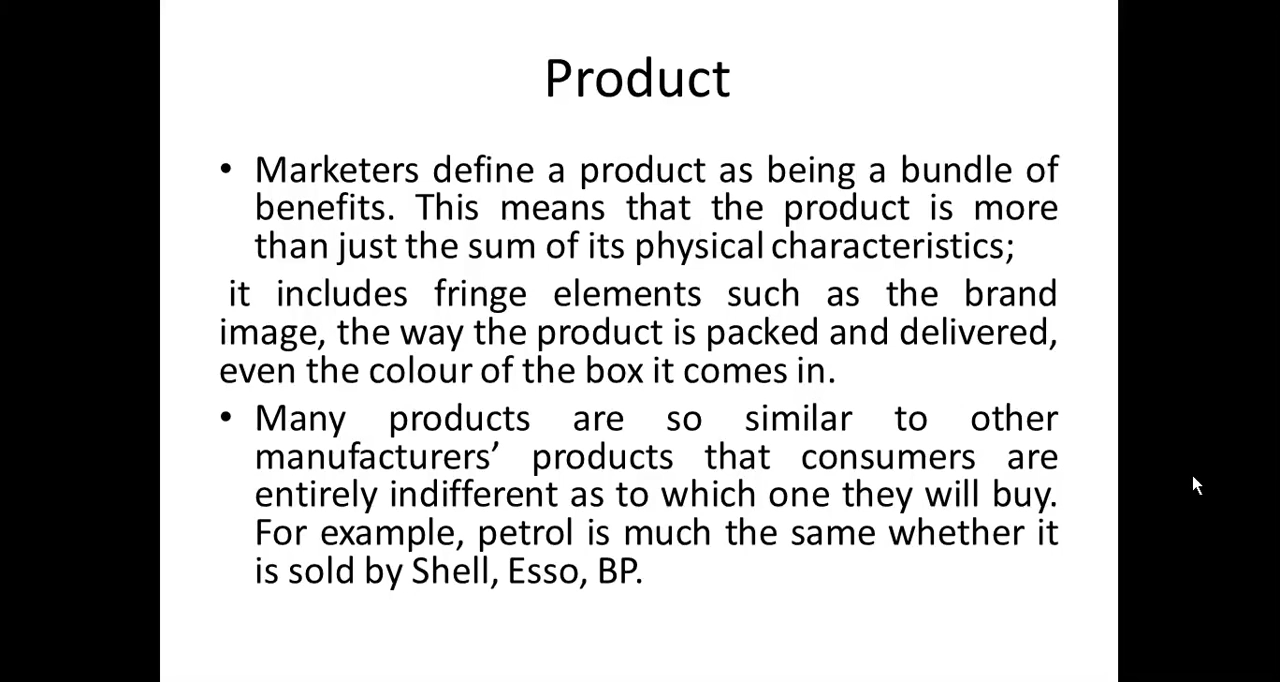 Product
• Marketers define a product as being a bundle of
benefits. This means that the product is more
than just the sum of its physical characteristics;
it includes fringe elements such as the brand
image, the way the product is packed and delivered,
even the colour of the box it comes in.
• Many products are so similar to other
manufacturers’ products that consumers are
entirely indifferent as to which one they will buy.
For example, petrol is much the same whether it
is sold by Shell, Esso, BP.